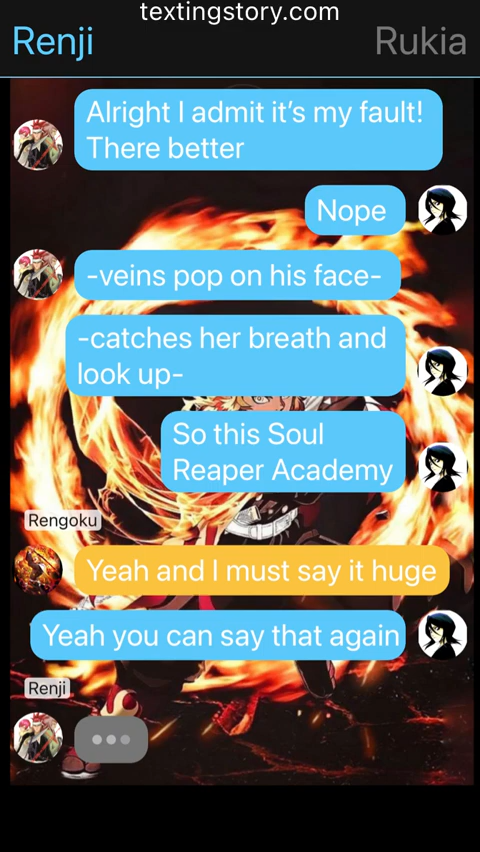 textingstory.com
Renji
Rukia
Alright I admit it’s my fault!
There better
Nope
-veins pop on his face-
-catches her breath and
look up-
So this Soul
Reaper Academy
Rengoku
Yeah and I must say it huge
Yeah you can say that again
Renji